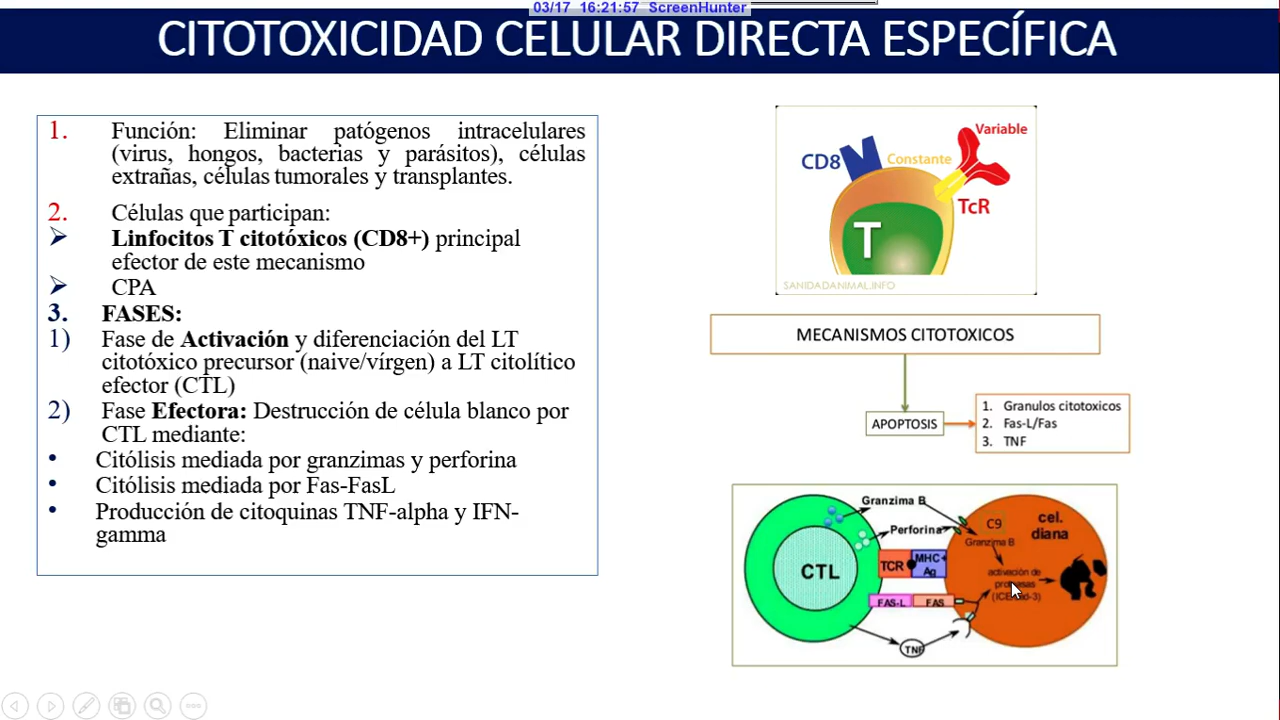 03/17 16:21:57 ScreenHunter
CITOTOXICIDAD CELULAR DIRECTA ESPECÍFICA
1. Función: Eliminar patógenos intracelulares
(virus, hongos, bacterias y parásitos), células
extrañas, células tumorales y transplantes.
2. Células que participan:
Linfocitos T citotóxicos (CD8+) principal
efector de este mecanismo
CPA
3. FASES:
1) Fase de Activación y diferenciación del LT
citotóxico precursor (naive/vírgen) a LT citolítico
efector (CTL)
2) Fase Efectora: Destrucción de célula blanco por
CTL mediante:
• Citólisis mediada por granzimas y perforina
• Citólisis mediada por Fas-FasL
• Producción de citoquinas TNF-alpha y IFN-
gamma
Variable
CD8
Constante
TcR
T
SANIDADANIMAL.INFO
MECANISMOS CITOTOXICOS
APOPTOSIS
1. Granulos citotoxicos
2. Fas-L/Fas
3. TNF
Granzima B
Perforina
C9
cel.
diana
Granzima B
CTL
TCR
MHC+
Ag
activación de
FAS-L
FAS
TNF